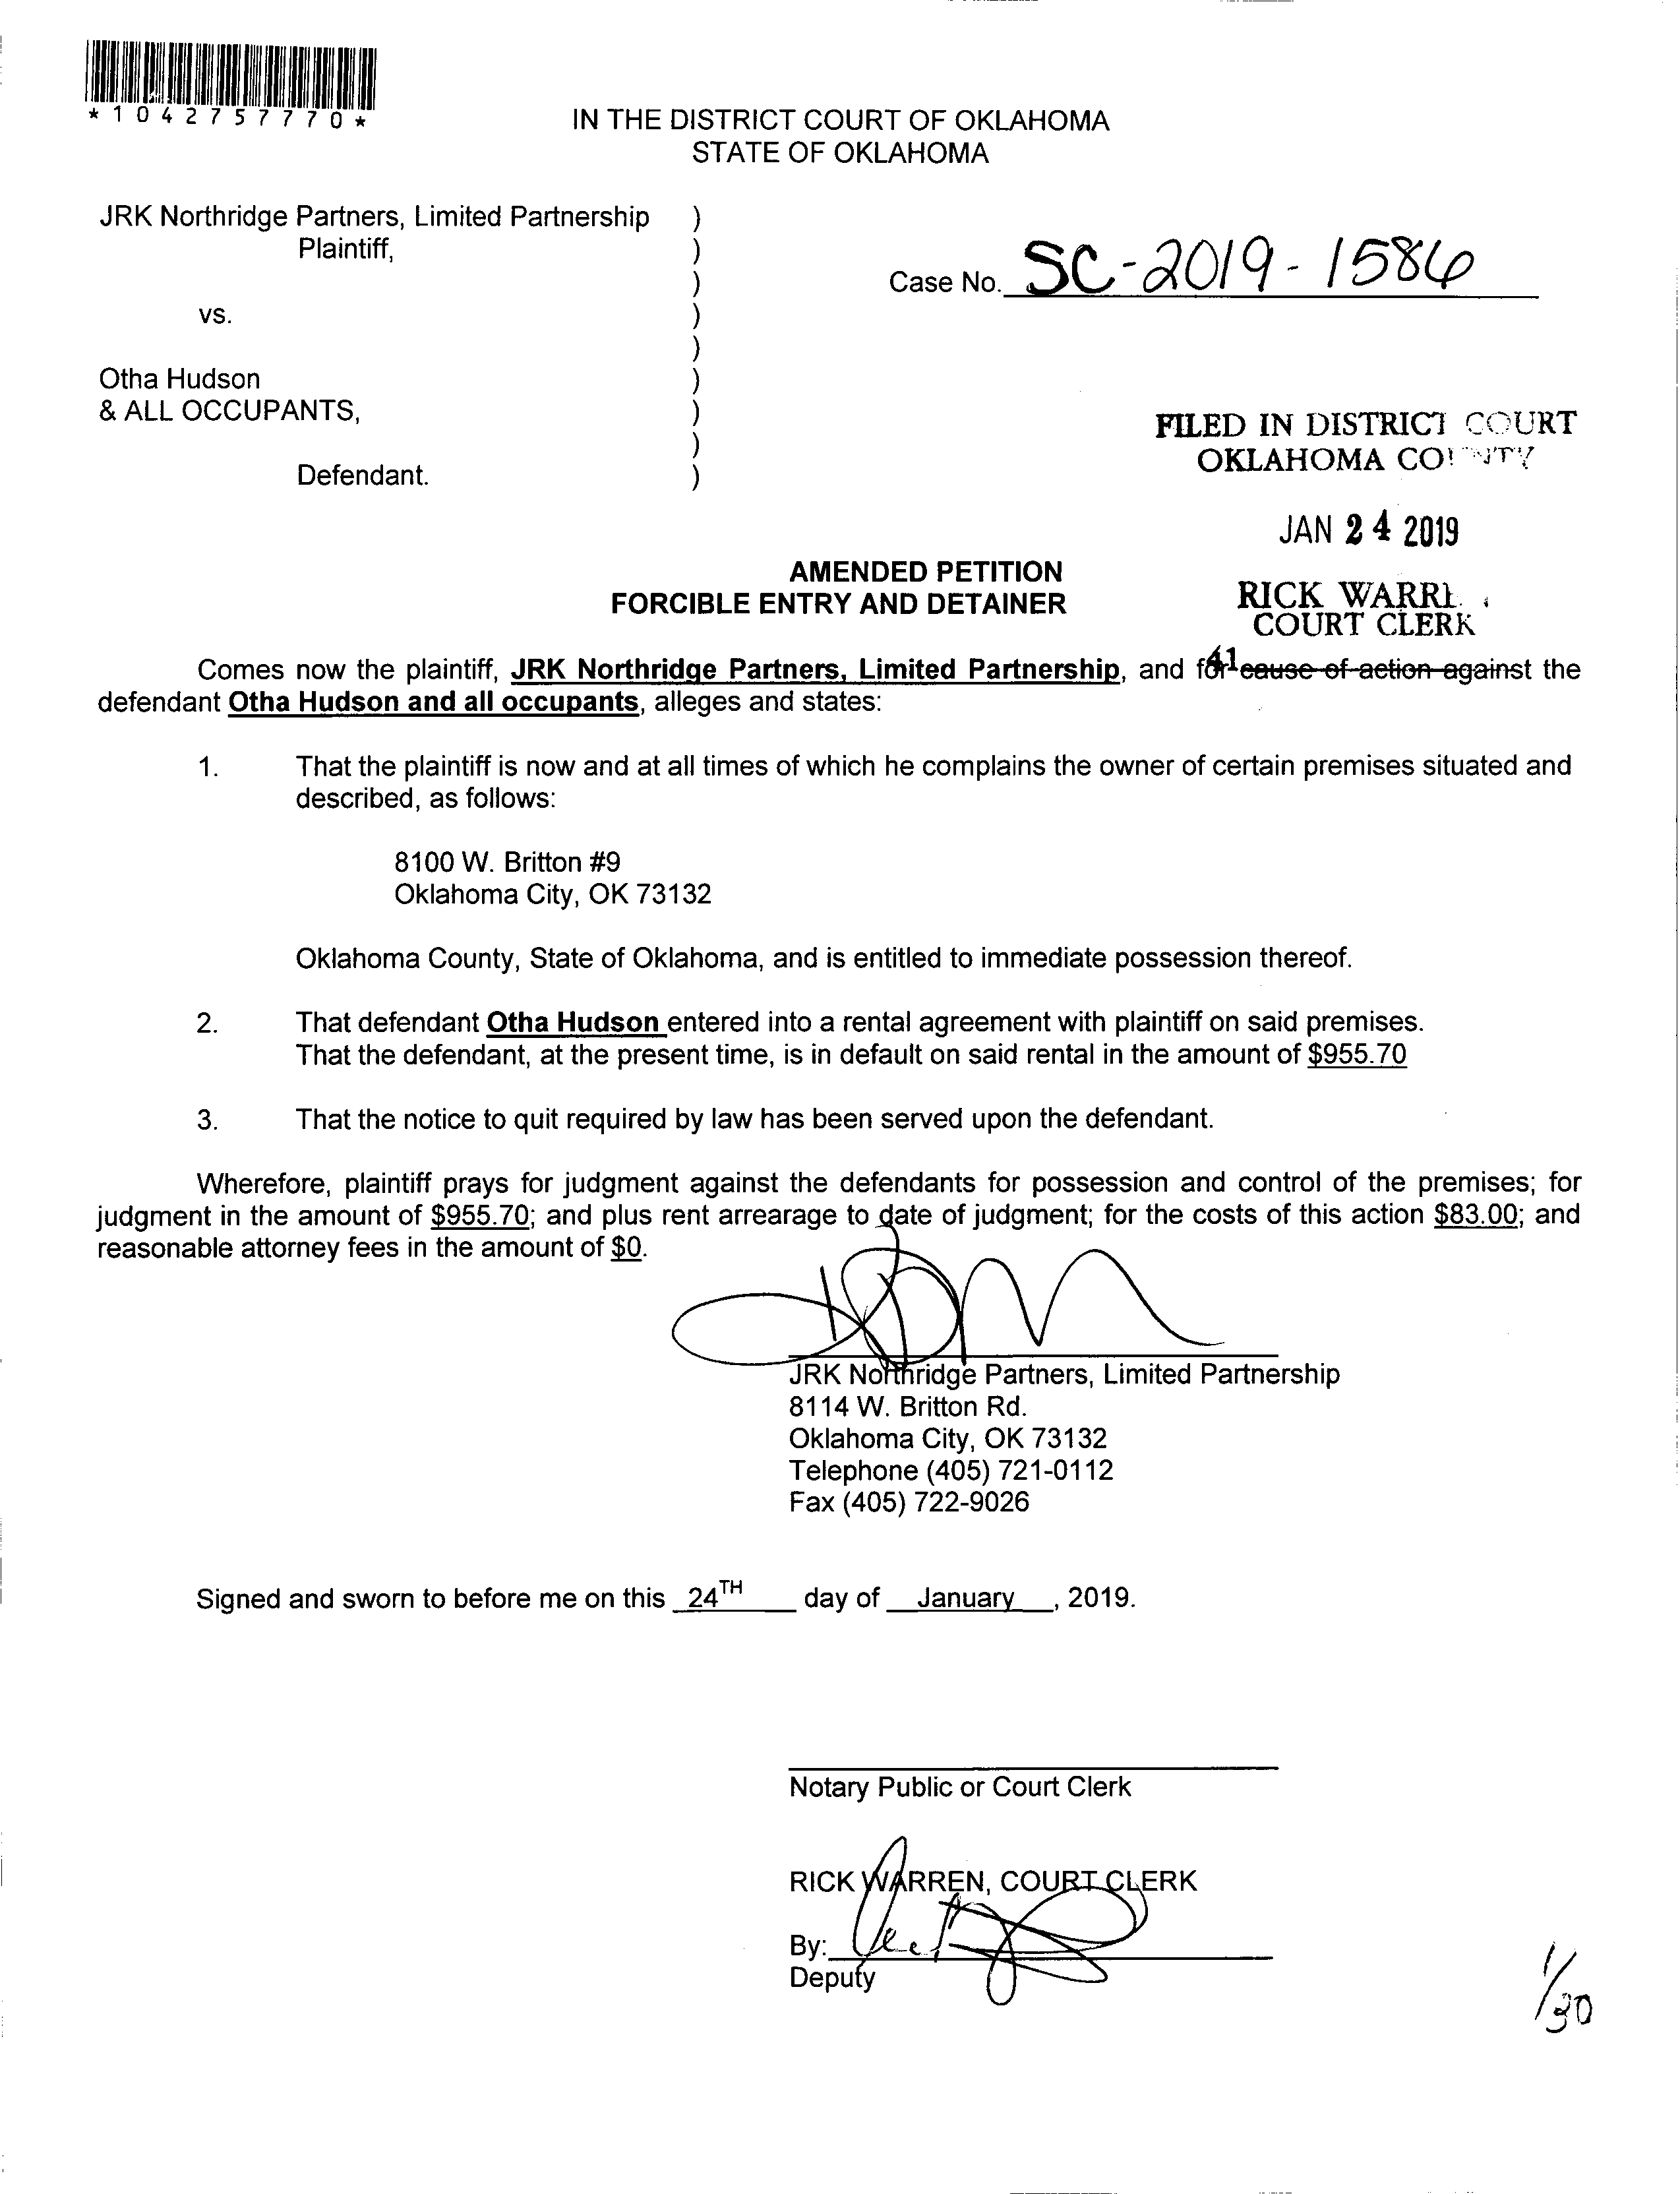 *1042757770*
IN THE DISTRICT COURT OF OKLAHOMA
STATE OF OKLAHOMA
JRK Northridge Partners, Limited Partnership )
Plaintiff, )
)
Case No. SC-2019-1586
vs. )
)
Otha Hudson )
& ALL OCCUPANTS, )
)
Defendant. )
FILED IN DISTRICT COURT
OKLAHOMA COUNTY
JAN 24 2019
RICK WARRE
COURT CLERK
41
AMENDED PETITION
FORCIBLE ENTRY AND DETAINER
Comes now the plaintiff, JRK Northridge Partners, Limited Partnership, and for cause of action against the
defendant Otha Hudson and all occupants, alleges and states:
1. That the plaintiff is now and at all times of which he complains the owner of certain premises situated and
described, as follows:
8100 W. Britton #9
Oklahoma City, OK 73132
Oklahoma County, State of Oklahoma, and is entitled to immediate possession thereof.
2. That defendant Otha Hudson entered into a rental agreement with plaintiff on said premises.
That the defendant, at the present time, is in default on said rental in the amount of $955.70
3. That the notice to quit required by law has been served upon the defendant.
Wherefore, plaintiff prays for judgment against the defendants for possession and control of the premises; for
judgment in the amount of $955.70; and plus rent arrearage to date of judgment; for the costs of this action $83.00; and
reasonable attorney fees in the amount of $0.
JRK Northridge Partners, Limited Partnership
8114 W. Britton Rd.
Oklahoma City, OK 73132
Telephone (405) 721-0112
Fax (405) 722-9026
Signed and sworn to before me on this 24TH day of January, 2019.
Notary Public or Court Clerk
RICK WARREN, COURT CLERK
By:
Deputy
1/30